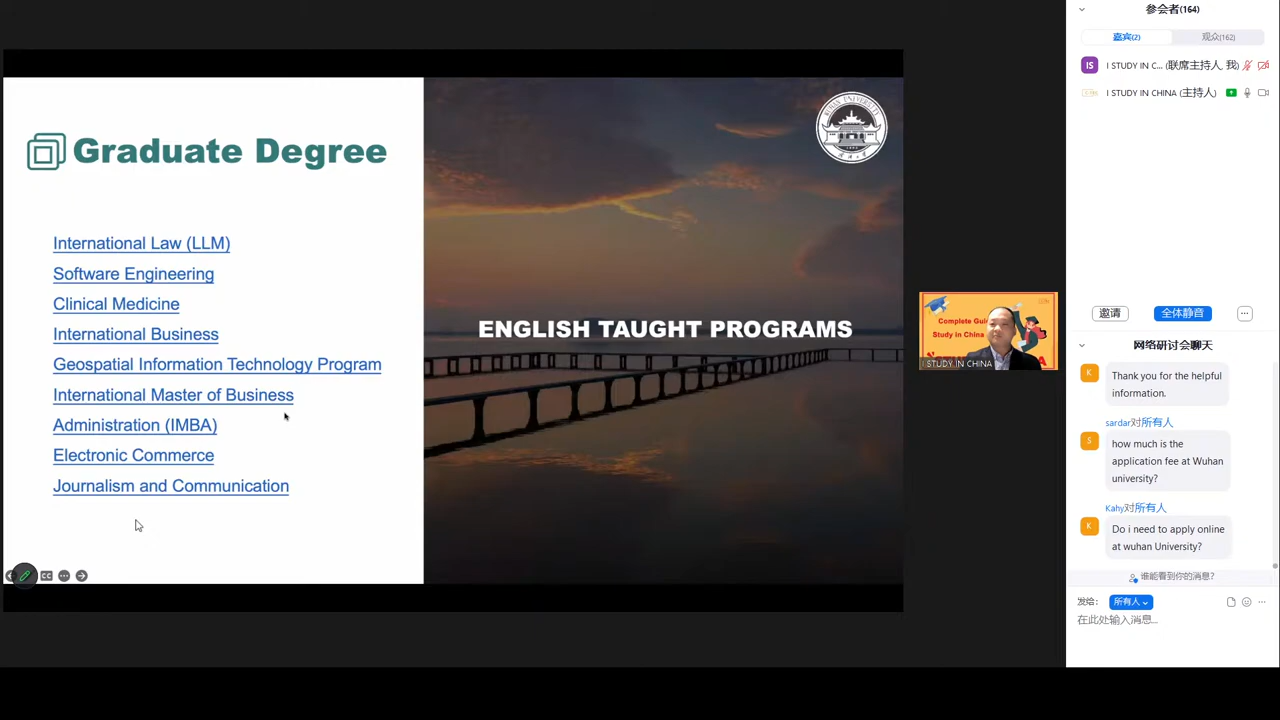 Graduate Degree
International Law (LLM)
Software Engineering
Clinical Medicine
International Business
Geospatial Information Technology Program
International Master of Business
Administration (IMBA)
Electronic Commerce
Journalism and Communication
ENGLISH TAUGHT PROGRAMS
Complete
Study in China
I STUDY IN CHINA
参会者(164)
嘉宾(2)
观众(162)
IS
I STUDY IN C... (联席主持人, 我)
I STUDY IN CHINA (主持人)
邀请
全体静音
网络研讨会聊天
K
Thank you for the helpful
information.
sardar对所有人
S
how much is the
application fee at Wuhan
university?
Kahy对所有人
K
Do i need to apply online
at wuhan University?
谁能看到你的消息?
发给:
所有人
在此处输入消息...